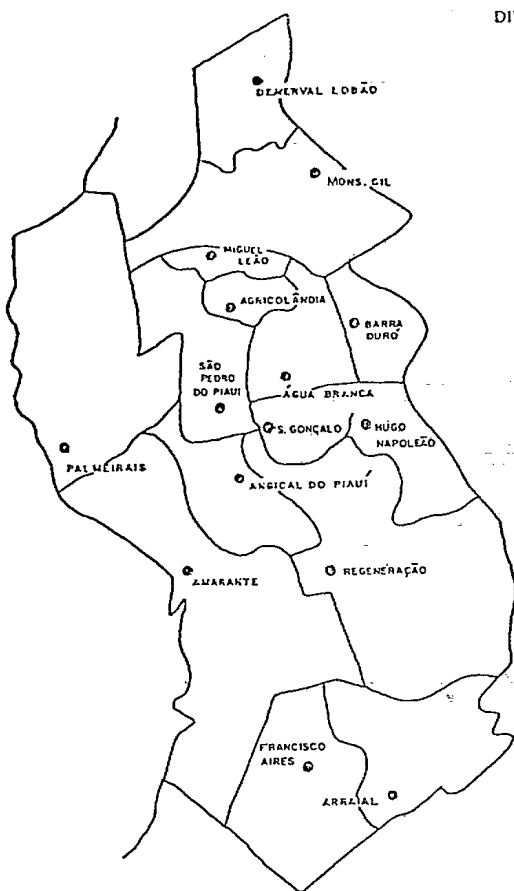 DI
DEMERVAL LOBÃO
MONS. GIL
MIGUEL
LEÃO
AGRICOLÂNDIA
BARRA
DURÓ
SÃO
PEDRO
DO PIAUÍ
ÁGUA BRANCA
S. GONÇALO
HUGO
NAPOLEÃO
PALMEIRAIS
ANGICAL DO PIAUÍ
AMARANTE
REGENERAÇÃO
FRANCISCO
AIRES
ARRAIAL